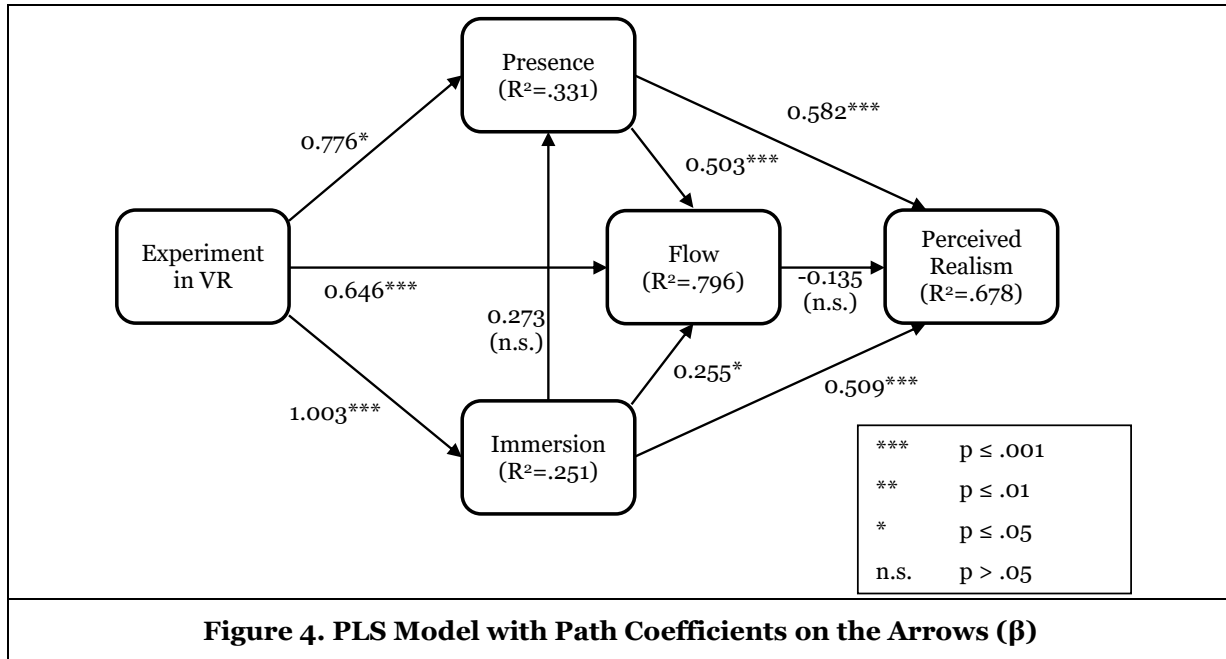 Presence
(R²=.331)
0.582***
0.776*
0.503***
Experiment
in VR
Flow
(R²=.796)
Perceived
Realism
(R²=.678)
-0.135
(n.s.)
0.646***
0.273
(n.s.)
0.255*
0.509***
1.003***
Immersion
(R²=.251)
*** p ≤ .001
** p ≤ .01
* p ≤ .05
n.s. p > .05
Figure 4. PLS Model with Path Coefficients on the Arrows (β)